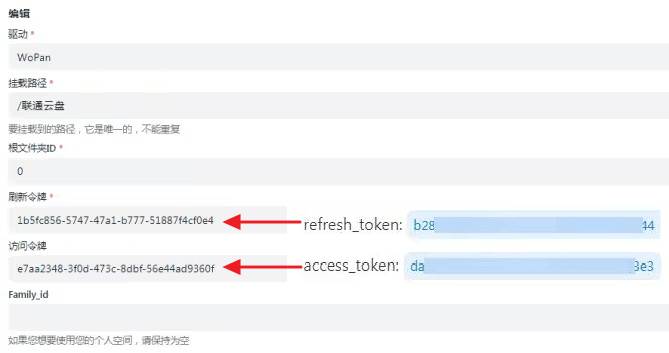 编辑
驱动 *
WoPan
挂载路径 *
/联通云盘
要挂载到的路径，它是唯一的，不能重复
根文件夹ID *
0
刷新令牌 *
1b5fc856-5747-47a1-b777-51887f4cf0e4 refresh_token: b28 44
访问令牌
e7aa2348-3f0d-473c-8dbf-56e44ad9360f access_token: da 3e3
Family_id
如果您想要使用您的个人空间，请保持为空